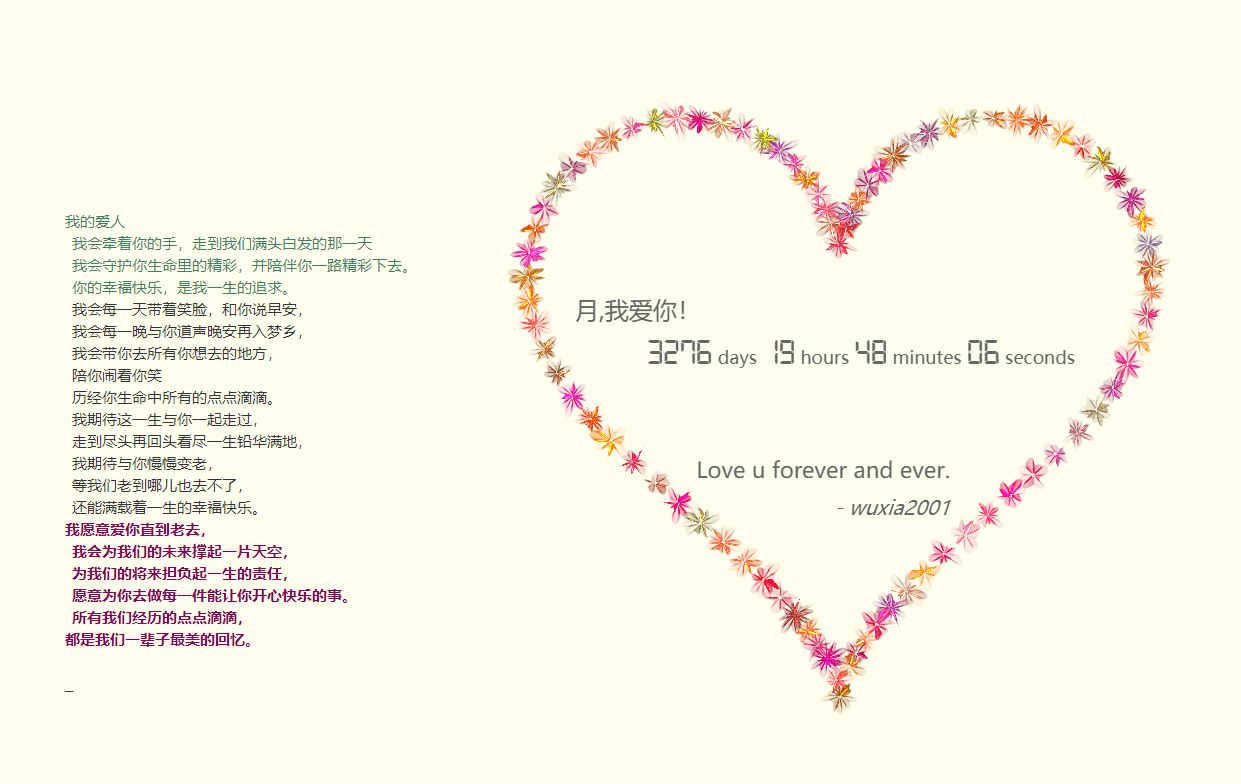 我的爱人
我会牵着你的手，走到我们满头白发的那一天
我会守护你生命里的精彩，并陪伴你一路精彩下去。
你的幸福快乐，是我一生的追求。
我会每一天带着笑脸，和你说早安，
我会每一晚与你道声晚安再入梦乡，
我会带你去所有你想去的地方，
陪你闹看你笑
历经你生命中所有的点点滴滴。
我期待这一生与你一起走过，
走到尽头再回头看尽一生铅华满地，
我期待与你慢慢变老，
等我们老到哪儿也去不了，
还能满载着一生的幸福快乐。
我愿意爱你直到老去，
我会为我们的未来撑起一片天空，
为我们的将来担负起一生的责任，
愿意为你去做每一件能让你开心快乐的事。
所有我们经历的点点滴滴，
都是我们一辈子最美的回忆。
_
月,我爱你！
3276 days 19 hours 48 minutes 06 seconds
Love u forever and ever.
- wuxia2001